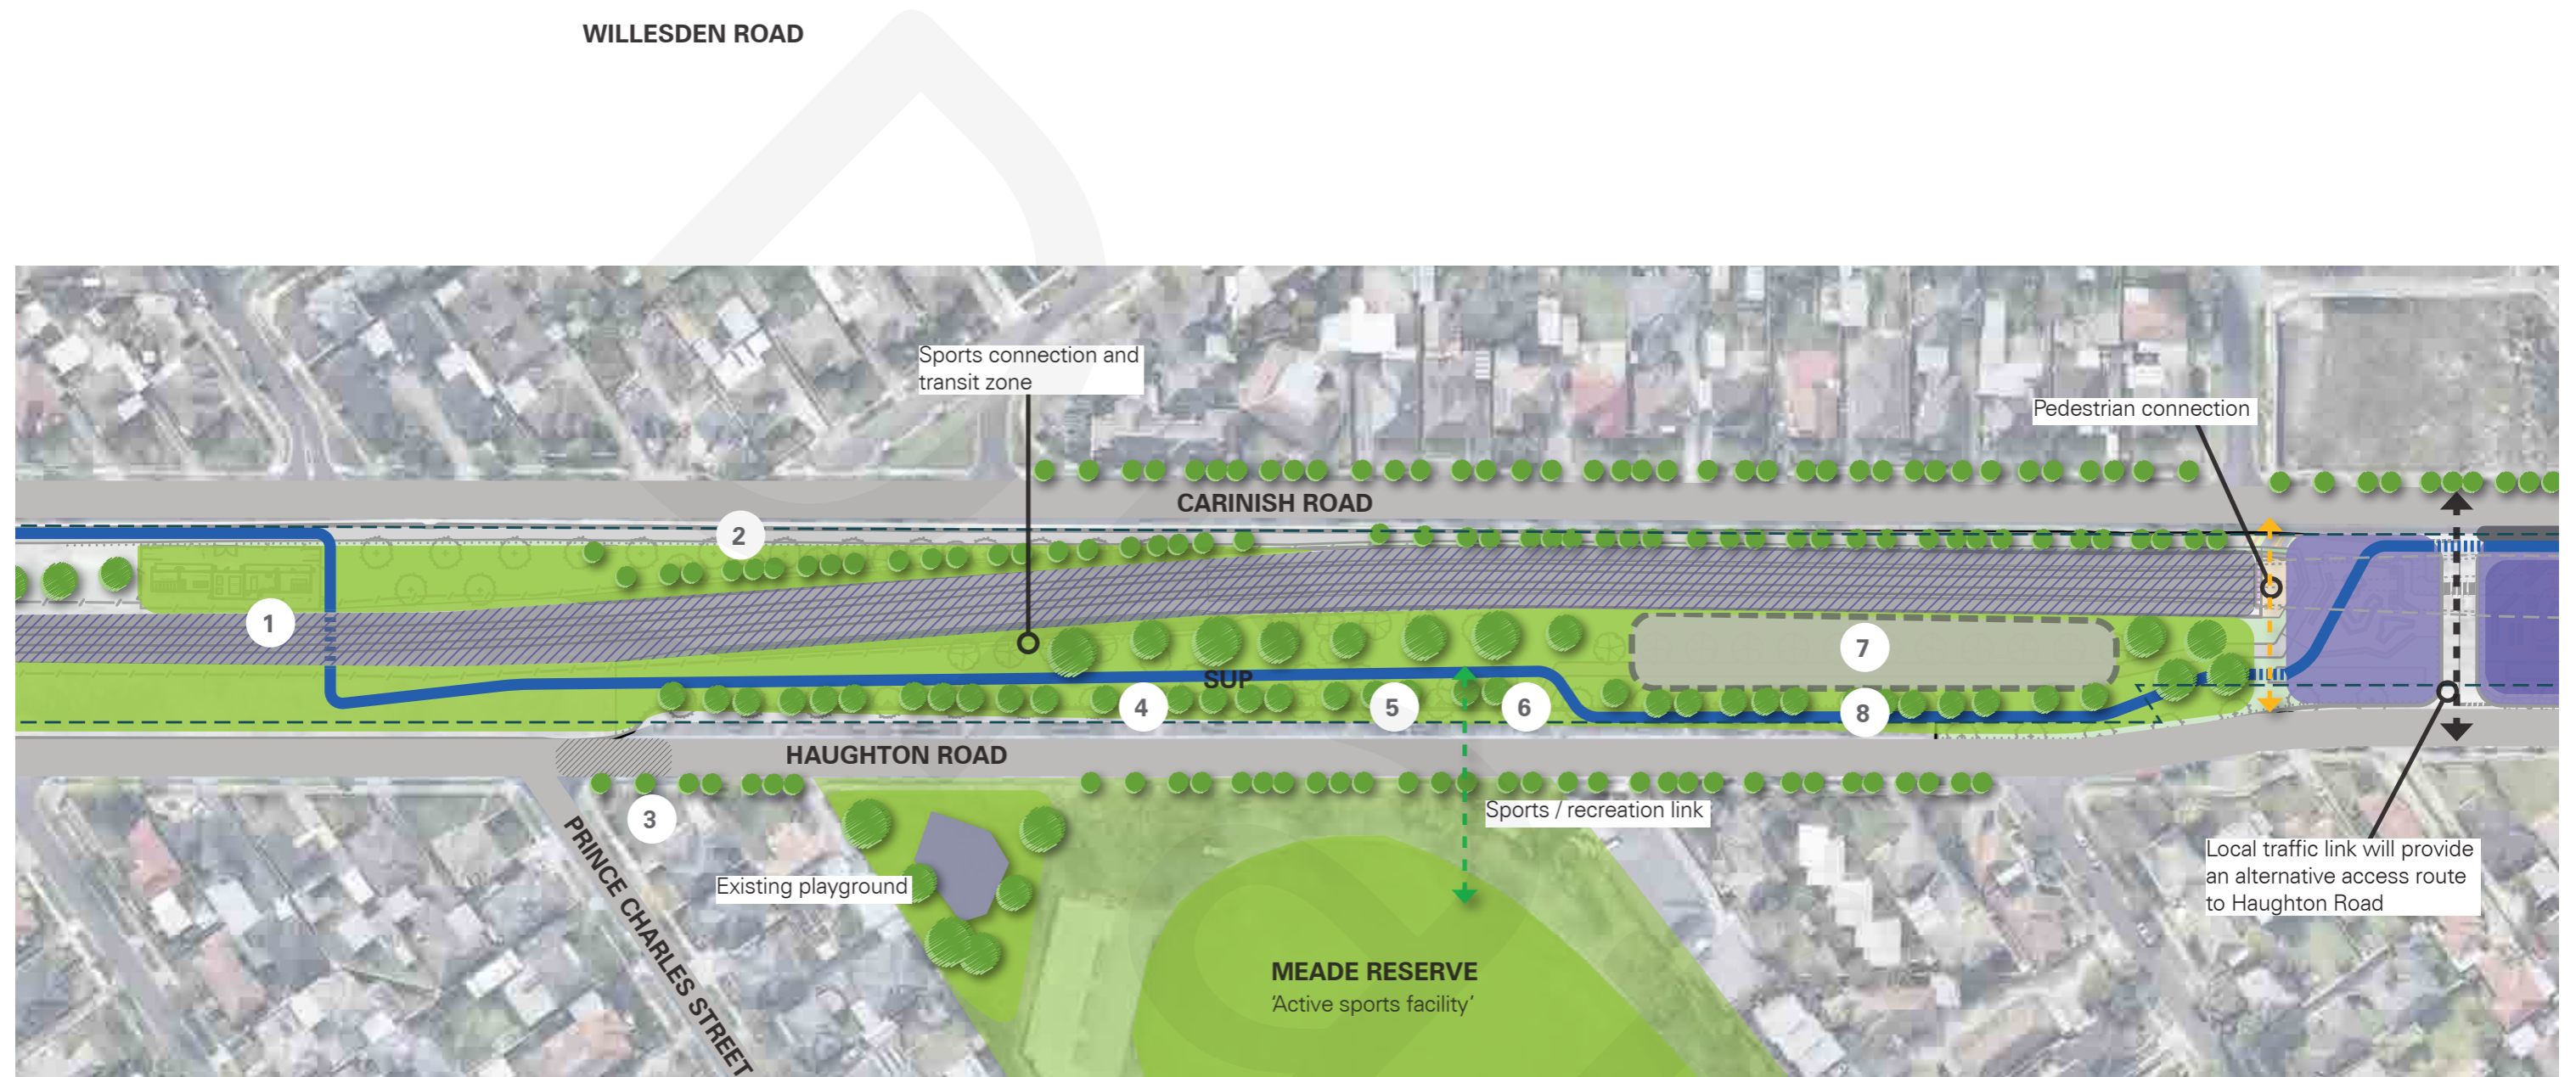 WILLESDEN ROAD
Sports connection and
transit zone
Pedestrian connection
CARINISH ROAD
2
1
7
SUP
4
5
6
8
HAUGHTON ROAD
3
Sports / recreation link
PRINCE CHARLES STREET
Existing playground
Local traffic link will provide
an alternative access route
to Haughton Road
MEADE RESERVE
'Active sports facility'